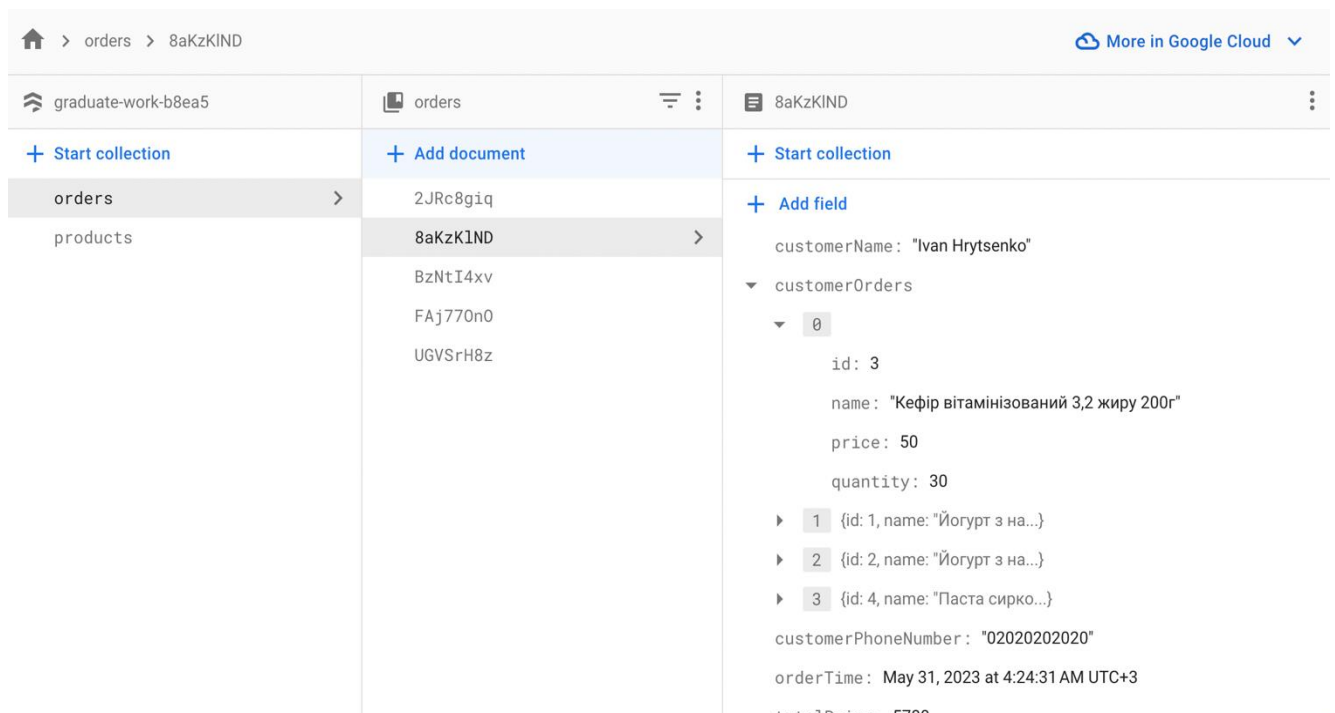 orders > 8aKzKlND
More in Google Cloud
graduate-work-b8ea5
orders
8aKzKlND
+ Start collection
+ Add document
+ Start collection
orders
products
2JRc8giq
8aKzKlND
BzNtI4xv
FAj77OnO
UGVSrH8z
+ Add field
customerName: "Ivan Hrytsenko"
customerOrders
0
id: 3
name: "Кефір вітамінізований 3,2 жиру 200г"
price: 50
quantity: 30
1 {id: 1, name: "Йогурт з на...}
2 {id: 2, name: "Йогурт з на...}
3 {id: 4, name: "Паста сирко...}
customerPhoneNumber: "02020202020"
orderTime: May 31, 2023 at 4:24:31 AM UTC+3